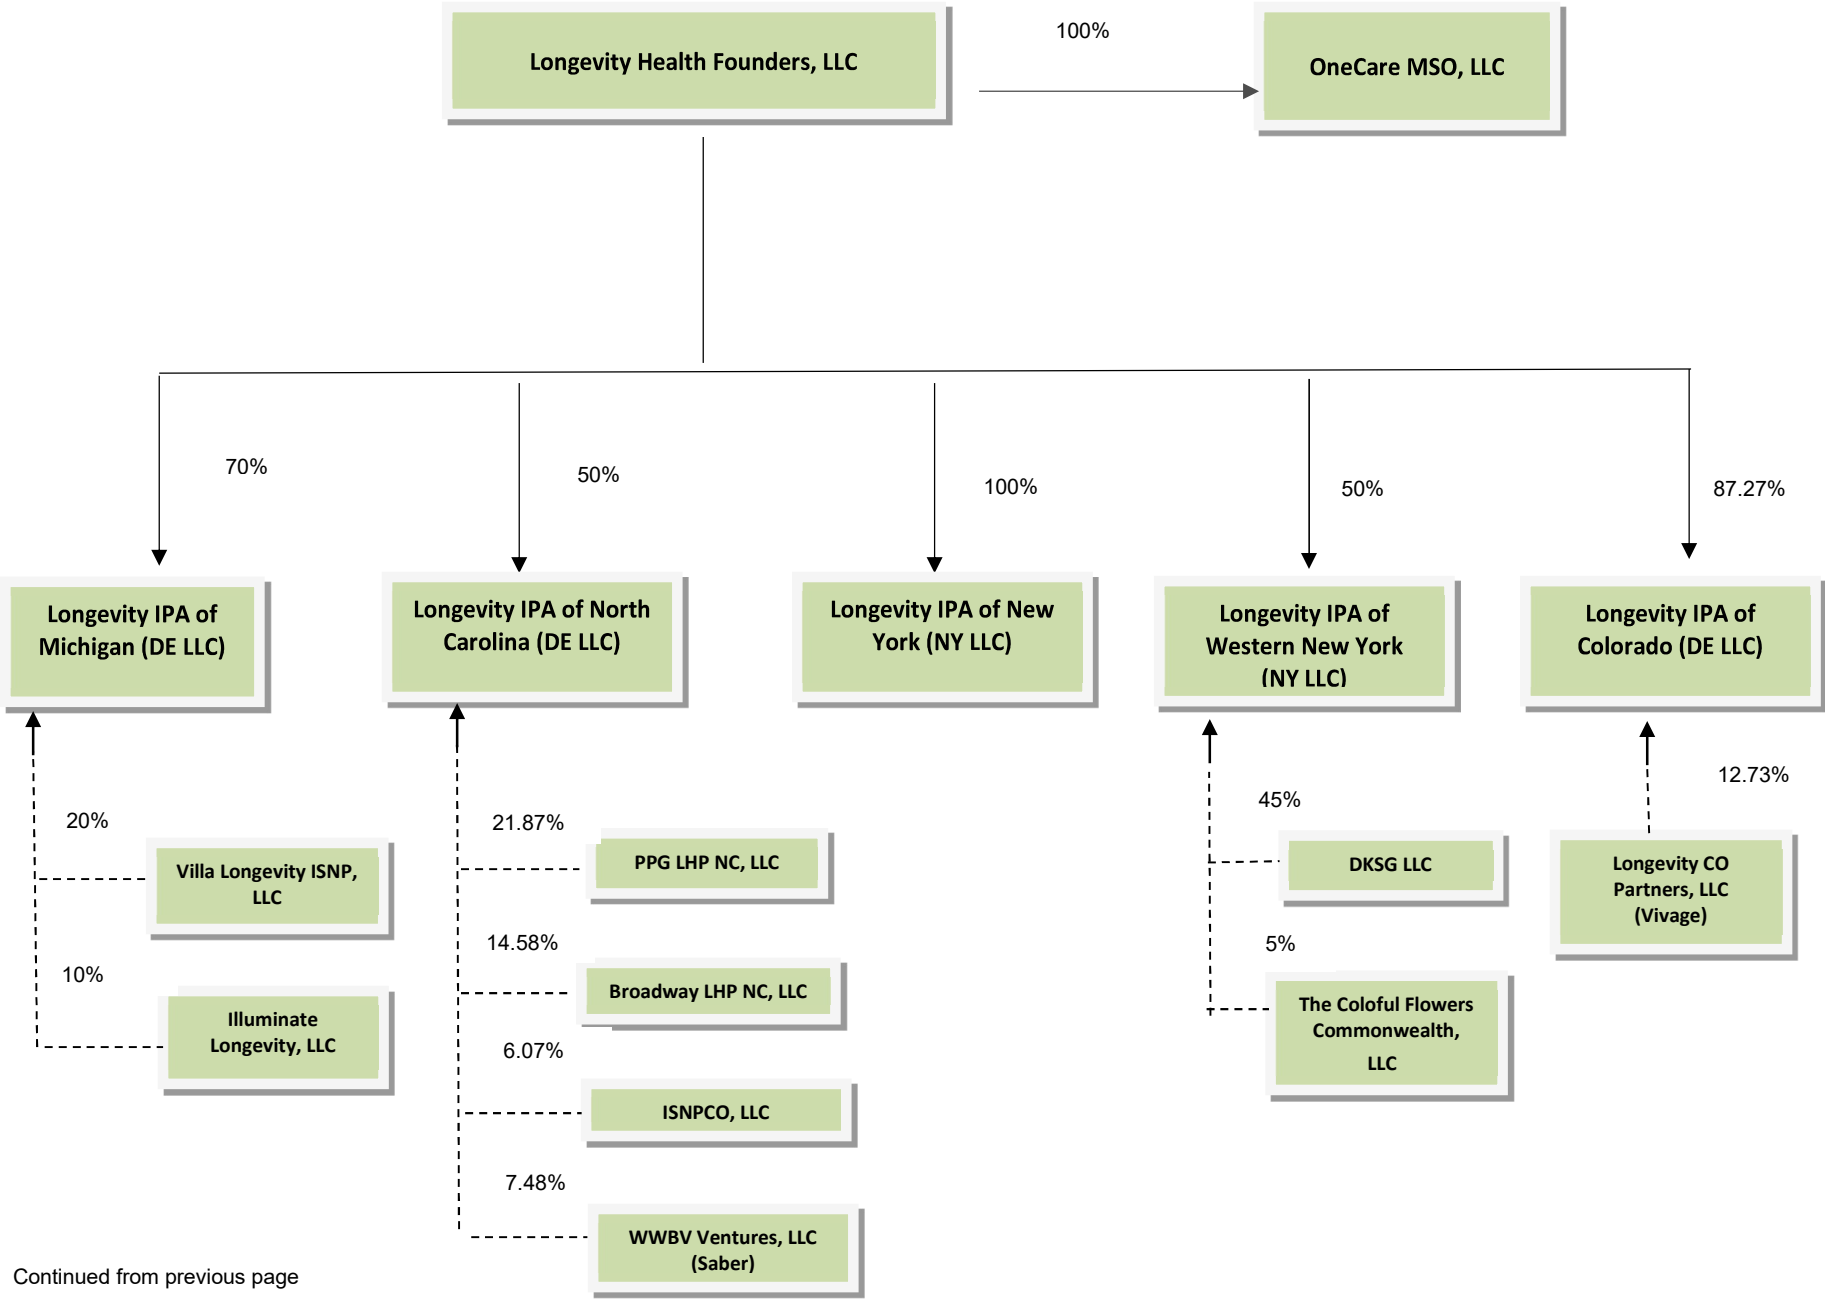 Longevity Health Founders, LLC
100%
OneCare MSO, LLC
70%
50%
100%
50%
87.27%
Longevity IPA of
Michigan (DE LLC)
Longevity IPA of North
Carolina (DE LLC)
Longevity IPA of New
York (NY LLC)
Longevity IPA of
Western New York
(NY LLC)
Longevity IPA of
Colorado (DE LLC)
20%
Villa Longevity ISNP,
LLC
10%
Illuminate
Longevity, LLC
21.87%
PPG LHP NC, LLC
14.58%
Broadway LHP NC, LLC
6.07%
ISNPCO, LLC
7.48%
WWBV Ventures, LLC
(Saber)
45%
DKSG LLC
5%
The Coloful Flowers
Commonwealth,
LLC
12.73%
Longevity CO
Partners, LLC
(Vivage)
Continued from previous page